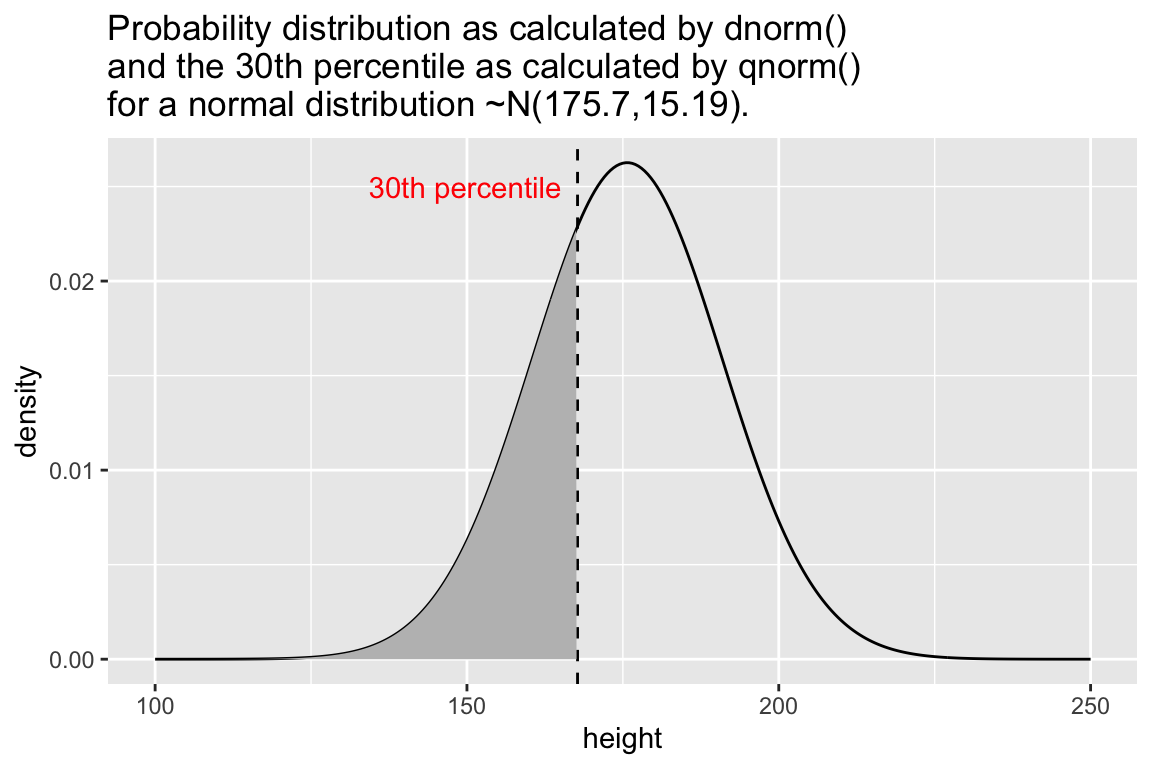 Probability distribution as calculated by dnorm()
and the 30th percentile as calculated by qnorm()
for a normal distribution ~N(175.7,15.19).
30th percentile
0.02
0.01
0.00
density
100
150
200
250
height